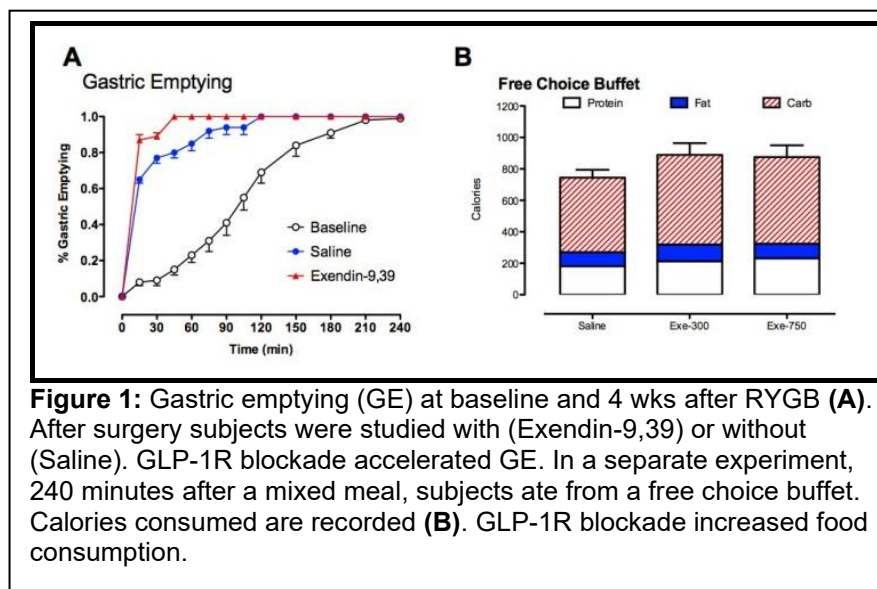 A
Gastric Emptying
% Gastric Emptying
1.0
0.8
0.6
0.4
0.2
0.0
Baseline
Saline
Exendin-9,39
0 30 60 90 120 150 180 210 240
Time (min)
B
Free Choice Buffet
Protein Fat Carb
Calories
1200
1000
800
600
400
200
0
Saline Exe-300 Exe-750
Figure 1: Gastric emptying (GE) at baseline and 4 wks after RYGB (A).
After surgery subjects were studied with (Exendin-9,39) or without
(Saline). GLP-1R blockade accelerated GE. In a separate experiment,
240 minutes after a mixed meal, subjects ate from a free choice buffet.
Calories consumed are recorded (B). GLP-1R blockade increased food
consumption.